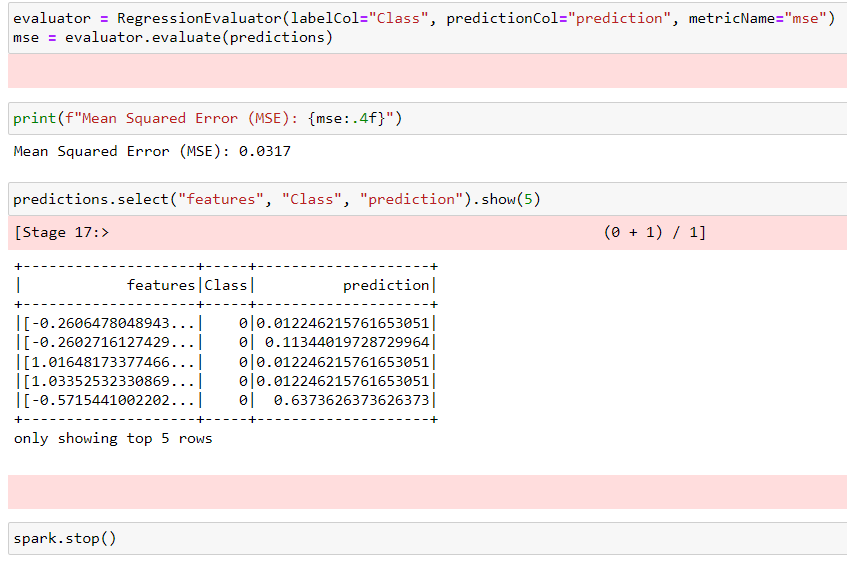 evaluator = RegressionEvaluator(labelCol="Class", predictionCol="prediction", metricName="mse")
mse = evaluator.evaluate(predictions)
print(f"Mean Squared Error (MSE): {mse:.4f}")
Mean Squared Error (MSE): 0.0317
predictions.select("features", "Class", "prediction").show(5)
[Stage 17:>                                                          (0 + 1) / 1]
+--------------------+-----+--------------------+
|            features|Class|          prediction|
+--------------------+-----+--------------------+
|[-0.2606478048943...|    0|0.012246215761653051|
|[-0.2602716127429...|    0| 0.11344019728729964|
|[1.01648173377466...|    0|0.012246215761653051|
|[1.03352532330869...|    0|0.012246215761653051|
|[-0.5715441002202...|    0|  0.6373626373626373|
+--------------------+-----+--------------------+
only showing top 5 rows
spark.stop()